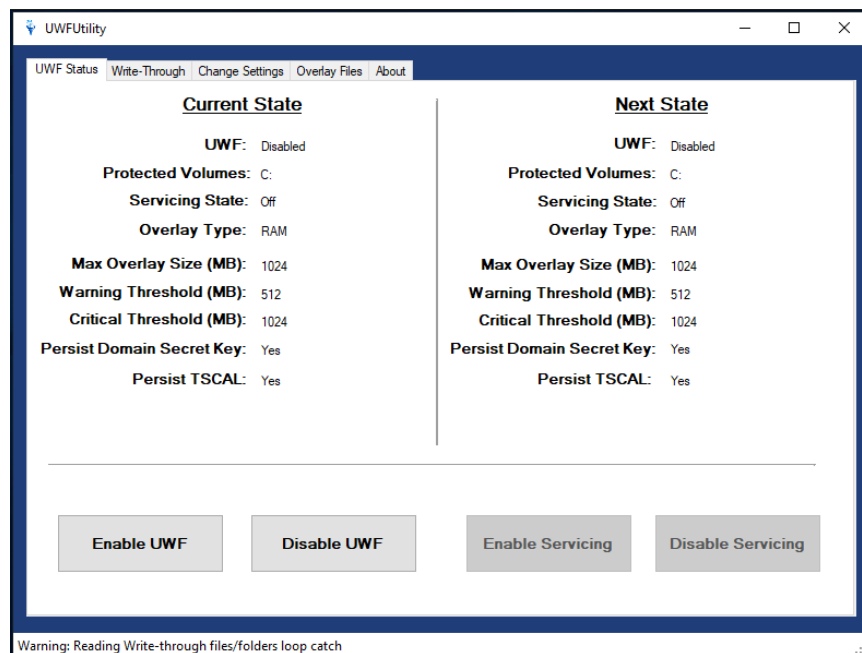 UWFUtility
UWF Status Write-Through Change Settings Overlay Files About
Current State
UWF: Disabled
Protected Volumes: C:
Servicing State: Off
Overlay Type: RAM
Max Overlay Size (MB): 1024
Warning Threshold (MB): 512
Critical Threshold (MB): 1024
Persist Domain Secret Key: Yes
Persist TSCAL: Yes
Next State
UWF: Disabled
Protected Volumes: C:
Servicing State: Off
Overlay Type: RAM
Max Overlay Size (MB): 1024
Warning Threshold (MB): 512
Critical Threshold (MB): 1024
Persist Domain Secret Key: Yes
Persist TSCAL: Yes
Enable UWF Disable UWF Enable Servicing Disable Servicing
Warning: Reading Write-through files/folders loop catch